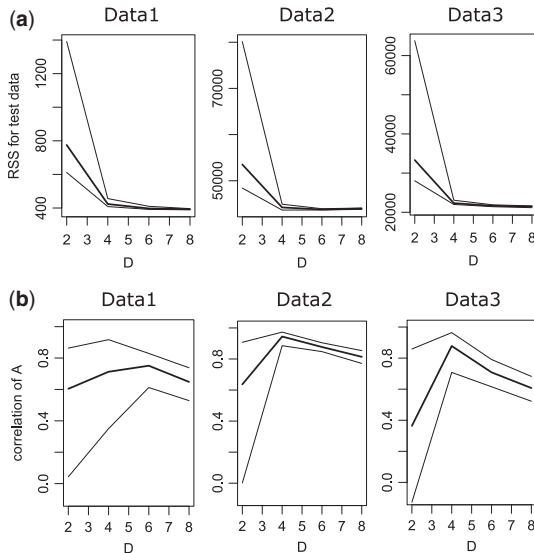 (a)
Data1
Data2
Data3
RSS for test data
1200
800
400
70000
50000
60000
40000
20000
2 3 4 5 6 7 8
2 3 4 5 6 7 8
2 3 4 5 6 7 8
D
D
D
(b)
Data1
Data2
Data3
correlation of A
0.8
0.4
0.0
0.8
0.4
0.0
0.8
0.4
0.0
2 3 4 5 6 7 8
2 3 4 5 6 7 8
2 3 4 5 6 7 8
D
D
D